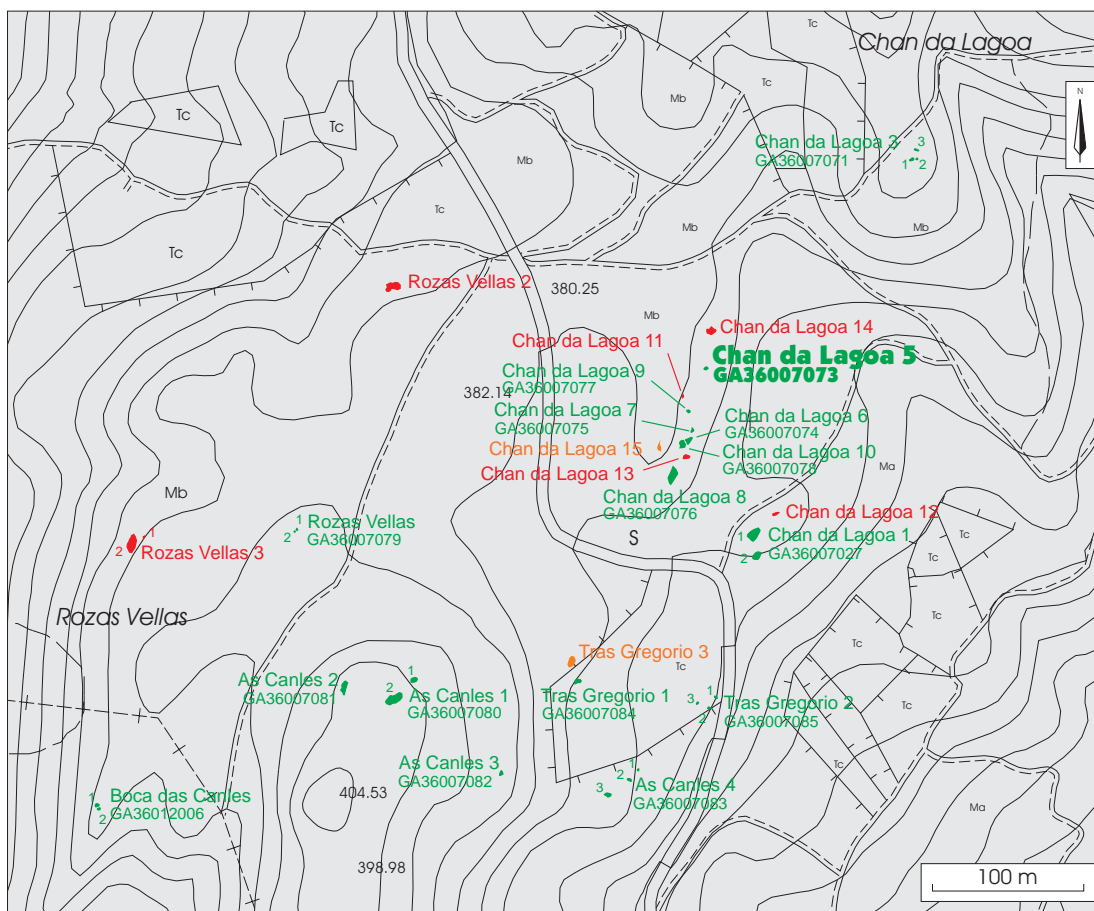 Chan da Lagoa
Tc
Mb
Tc
N
Tc
Tc
Chan da Lagoa 3
GA36007071
3
1
2
Mb
Tc
Mb
Mb
Tc
Rozas Vellas 2
380.25
Mb
Chan da Lagoa 14
Chan da Lagoa 11
Chan da Lagoa 5
GA36007073
Chan da Lagoa 9
GA36007077
382.14
Chan da Lagoa 7
GA36007075
Chan da Lagoa 6
GA36007074
Chan da Lagoa 15
Chan da Lagoa 10
GA36007078
Chan da Lagoa 13
Ma
Mb
Chan da Lagoa 8
GA36007076
Chan da Lagoa 12
1
2
Rozas Vellas
GA36007079
1
2
Rozas Vellas 3
S
1
2
Chan da Lagoa 1
GA36007027
Tc
Tc
Rozas Vellas
Tc
Tc
Tras Gregorio 3
Tc
Tc
As Canles 2
GA36007081
1
2
As Canles 1
GA36007080
Tras Gregorio 1
GA36007084
1
3
2
Tras Gregorio 2
GA36007085
Tc
As Canles 3
GA36007082
1
2
3
As Canles 4
GA36007083
Tc
404.53
1
2
Boca das Canles
GA36012006
Ma
398.98
100 m